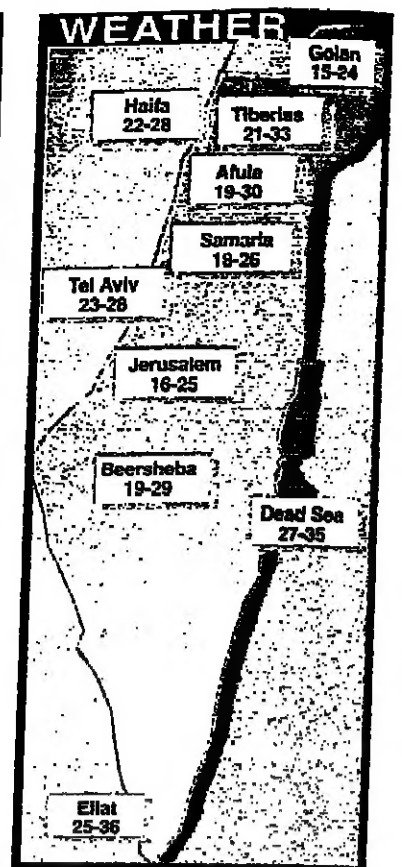 WEATHER
Golan
15-24
Haifa
22-28
Tiberias
21-33
Afula
19-30
Samaria
18-26
Tel Aviv
23-28
Jerusalem
16-25
Beersheba
19-29
Dead Sea
27-35
Eilat
25-36